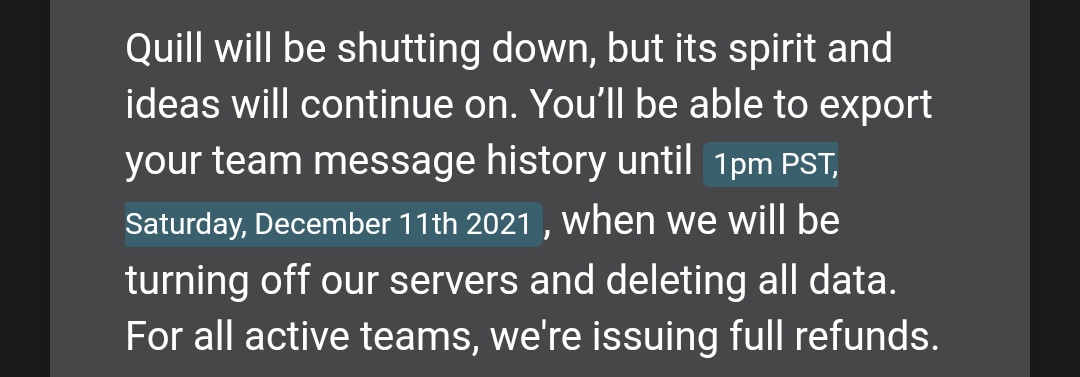 Quill will be shutting down, but its spirit and
ideas will continue on. You’ll be able to export
your team message history until 1pm PST,
Saturday, December 11th 2021 , when we will be
turning off our servers and deleting all data.
For all active teams, we're issuing full refunds.